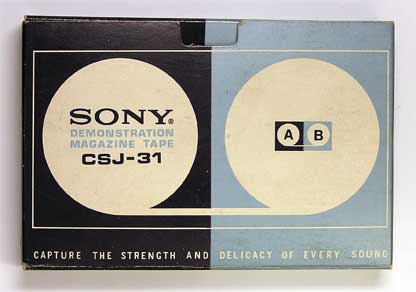 SONY®
DEMONSTRATION
MAGAZINE TAPE
CSJ-31
A B
CAPTURE THE STRENGTH AND DELICACY OF EVERY SOUND